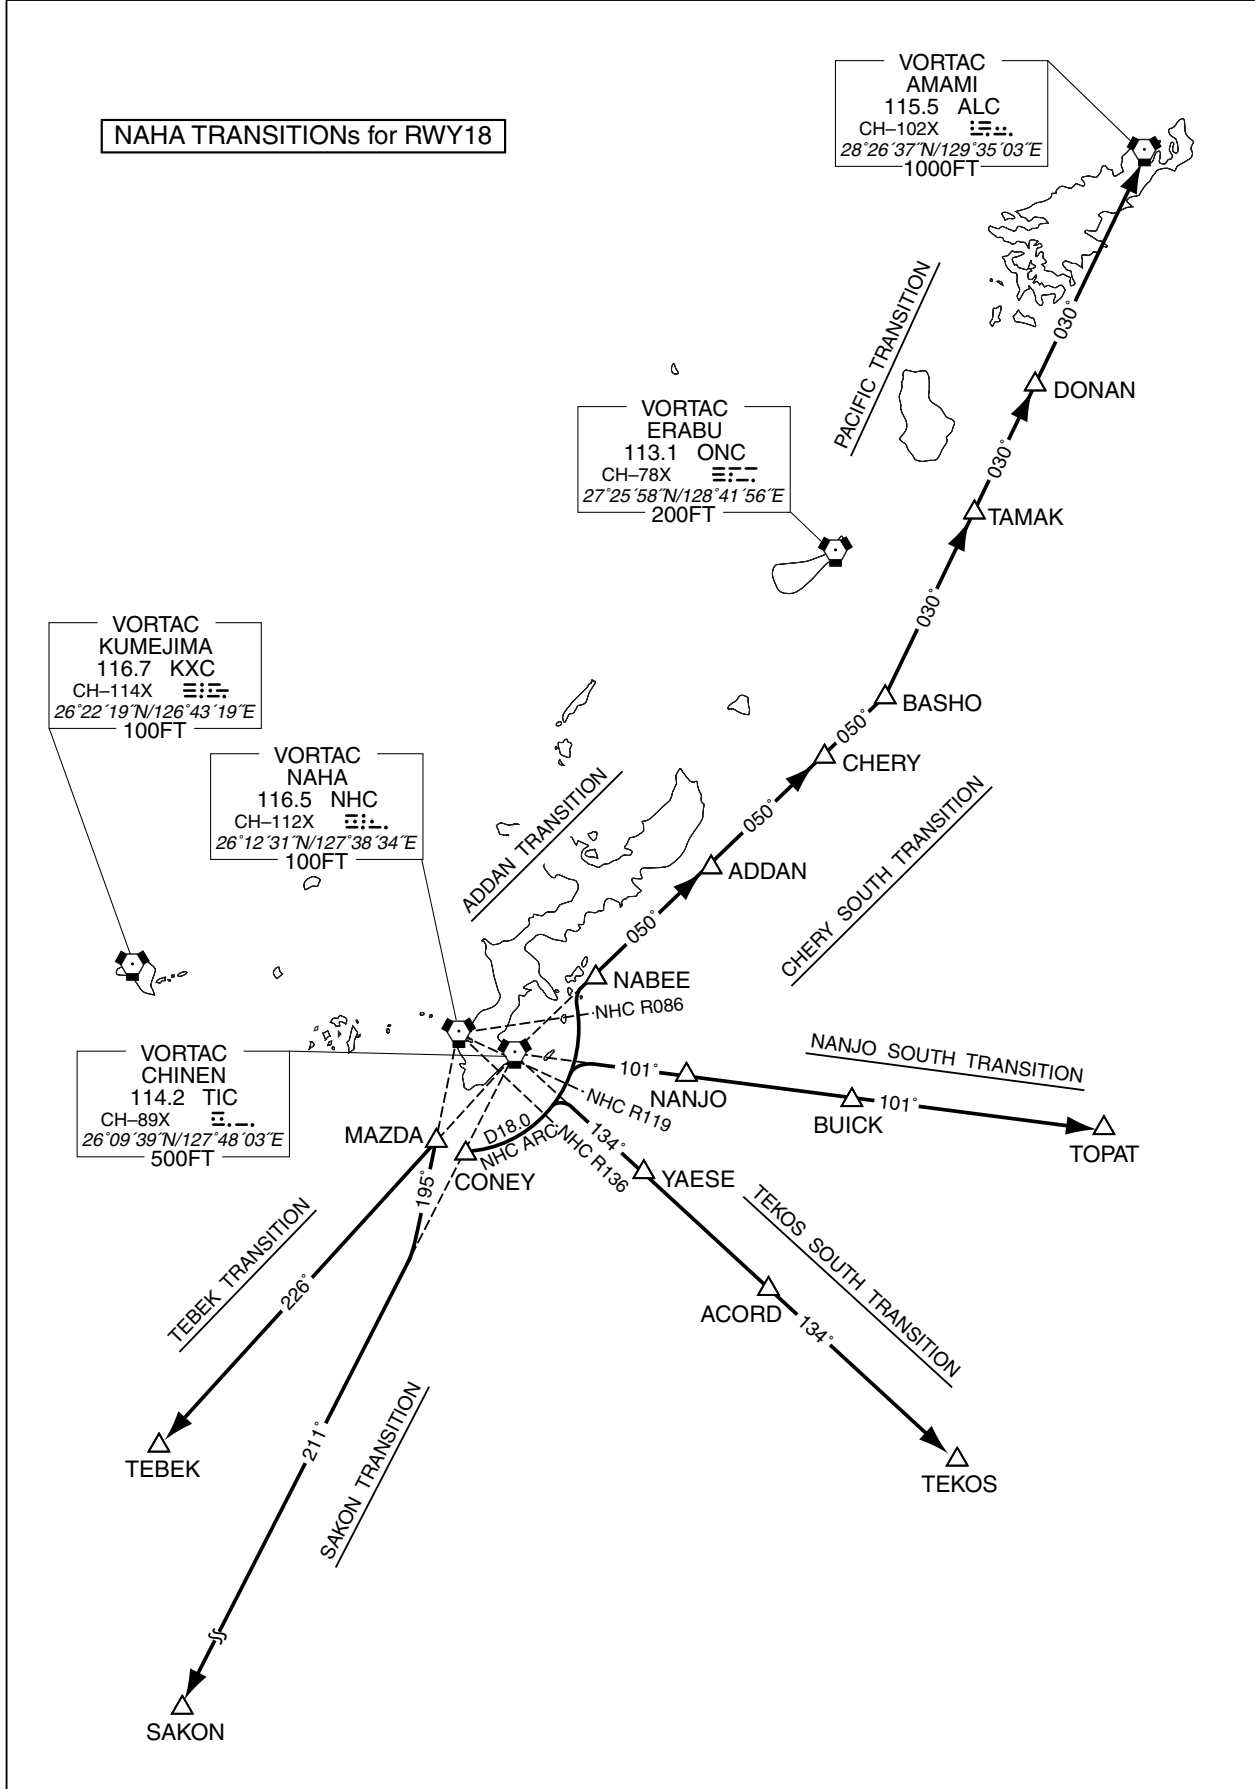 NAHA TRANSITIONs for RWY18
VORTAC
AMAMI
115.5 ALC
CH–102X
28°26´37˝N/129°35´03˝E
1000FT
PACIFIC TRANSITION
030°
DONAN
030°
TAMAK
030°
BASHO
VORTAC
ERABU
113.1 ONC
CH–78X
27°25´58˝N/128°41´56˝E
200FT
VORTAC
KUMEJIMA
116.7 KXC
CH–114X
26°22´19˝N/126°43´19˝E
100FT
VORTAC
NAHA
116.5 NHC
CH–112X
26°12´31˝N/127°38´34˝E
100FT
050°
CHERY
050°
ADDAN
050°
NABEE
ADDAN TRANSITION
CHERY SOUTH TRANSITION
NHC R086
VORTAC
CHINEN
114.2 TIC
CH–89X
26°09´39˝N/127°48´03˝E
500FT
NANJO SOUTH TRANSITION
101°
NANJO
BUICK
101°
TOPAT
NHC R119
134°
NHC R136
D18.0
NHC ARC
MAZDA
CONEY
195°
YAESE
TEKOS SOUTH TRANSITION
ACORD
134°
TEKOS
TEBEK TRANSITION
226°
TEBEK
211°
SAKON TRANSITION
SAKON